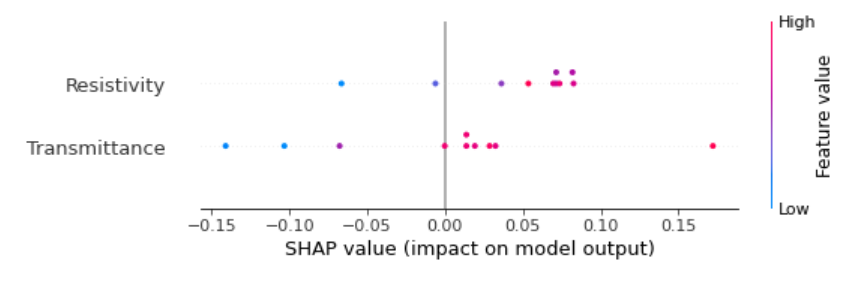 High
Resistivity
Transmittance
Feature value
Low
−0.15 −0.10 −0.05 0.00 0.05 0.10 0.15
SHAP value (impact on model output)